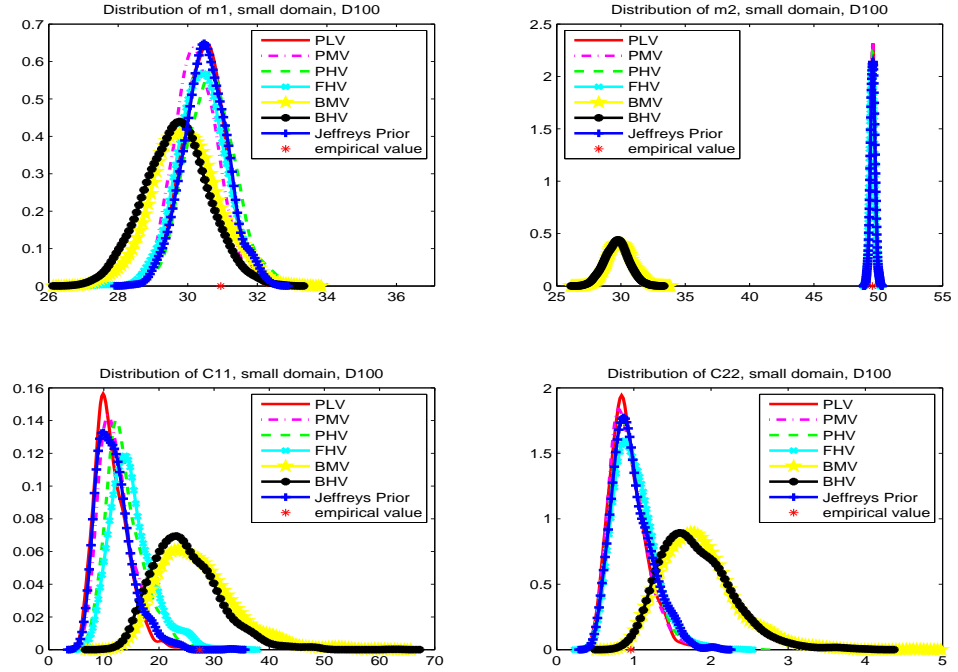 Distribution of m1, small domain, D100
0.7
0.6
0.5
0.4
0.3
0.2
0.1
0
26 28 30 32 34 36
PLV
PMV
PHV
FHV
BMV
BHV
Jeffreys Prior
empirical value
Distribution of m2, small domain, D100
2.5
2
1.5
1
0.5
0
25 30 35 40 45 50 55
PLV
PMV
PHV
FHV
BMV
BHV
Jeffreys Prior
empirical value
Distribution of C11, small domain, D100
0.16
0.14
0.12
0.1
0.08
0.06
0.04
0.02
0
0 10 20 30 40 50 60 70
PLV
PMV
PHV
FHV
BMV
BHV
Jeffreys Prior
empirical value
Distribution of C22, small domain, D100
2
1.5
1
0.5
0
0 1 2 3 4 5
PLV
PMV
PHV
FHV
BMV
BHV
Jeffreys Prior
empirical value